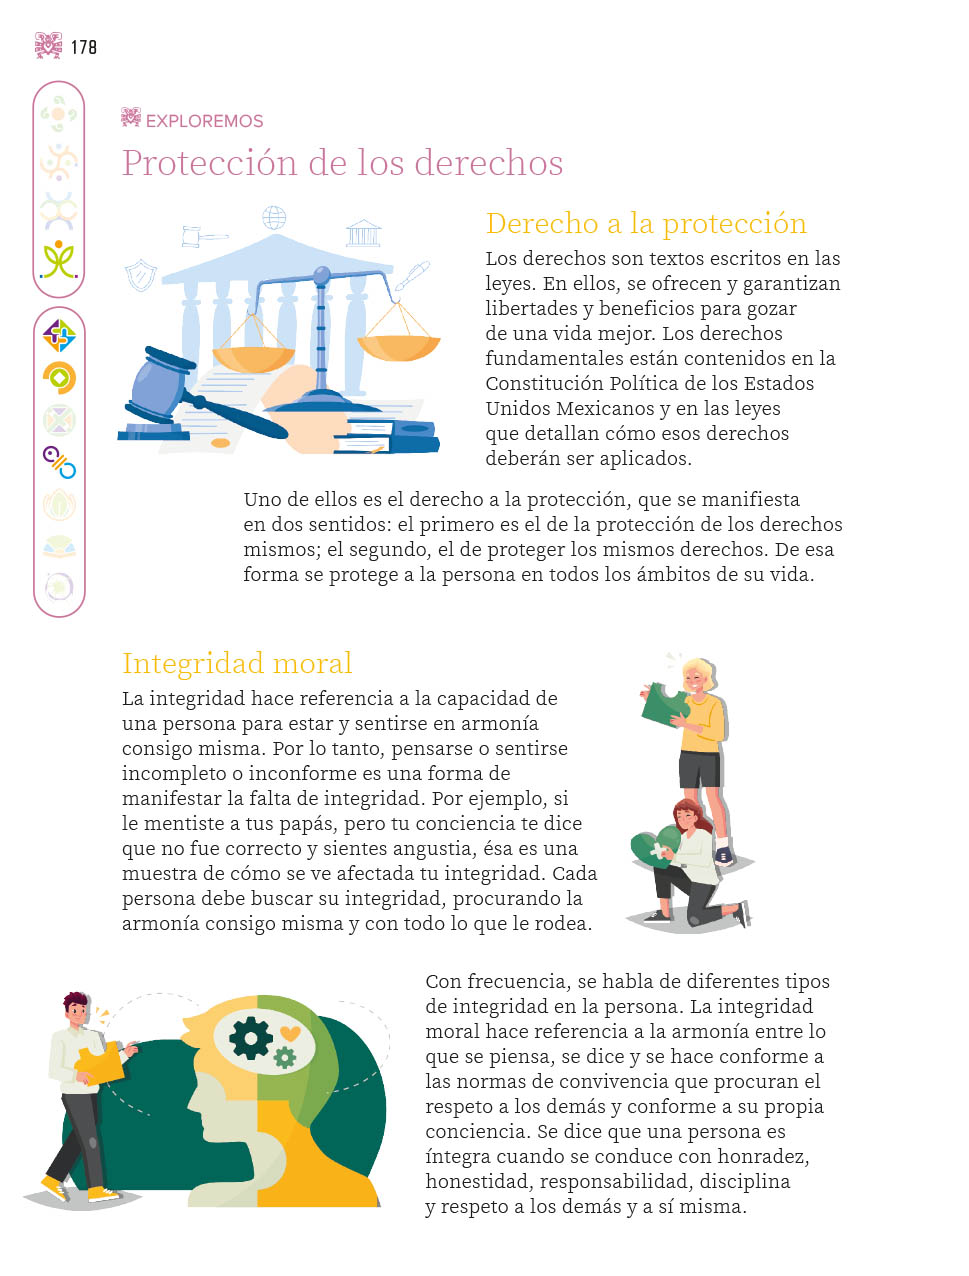 178
EXPLOREMOS
Protección de los derechos
Derecho a la protección
Los derechos son textos escritos en las
leyes. En ellos, se ofrecen y garantizan
libertades y beneficios para gozar
de una vida mejor. Los derechos
fundamentales están contenidos en la
Constitución Política de los Estados
Unidos Mexicanos y en las leyes
que detallan cómo esos derechos
deberán ser aplicados.
Uno de ellos es el derecho a la protección, que se manifiesta
en dos sentidos: el primero es el de la protección de los derechos
mismos; el segundo, el de proteger los mismos derechos. De esa
forma se protege a la persona en todos los ámbitos de su vida.
Integridad moral
La integridad hace referencia a la capacidad de
una persona para estar y sentirse en armonía
consigo misma. Por lo tanto, pensarse o sentirse
incompleto o inconforme es una forma de
manifestar la falta de integridad. Por ejemplo, si
le mentiste a tus papás, pero tu conciencia te dice
que no fue correcto y sientes angustia, ésa es una
muestra de cómo se ve afectada tu integridad. Cada
persona debe buscar su integridad, procurando la
armonía consigo misma y con todo lo que le rodea.
Con frecuencia, se habla de diferentes tipos
de integridad en la persona. La integridad
moral hace referencia a la armonía entre lo
que se piensa, se dice y se hace conforme a
las normas de convivencia que procuran el
respeto a los demás y conforme a su propia
conciencia. Se dice que una persona es
íntegra cuando se conduce con honradez,
honestidad, responsabilidad, disciplina
y respeto a los demás y a sí misma.